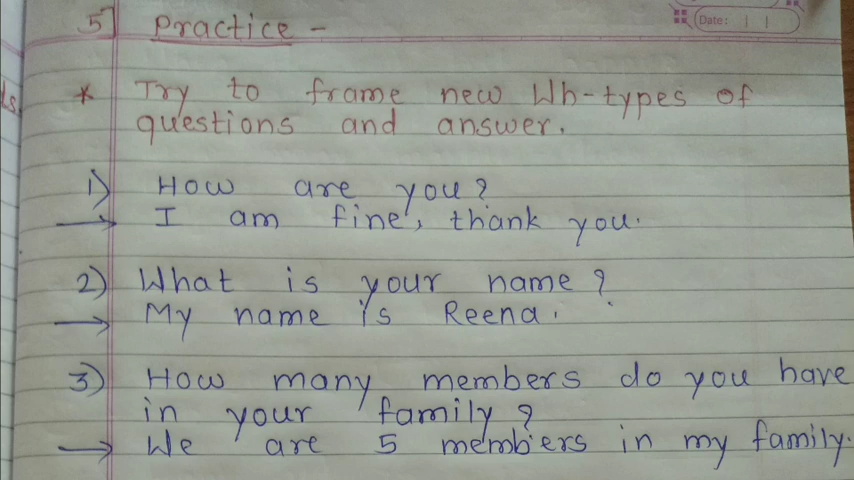 Date: | |
5) Practice -
* Try to frame new Wh-types of
questions and answer.
1) How are you?
→ I am fine, thank you.
2) What is your name?
→ My name is Reena.
3) How many members do you have
in your family?
→ We are 5 members in my family.